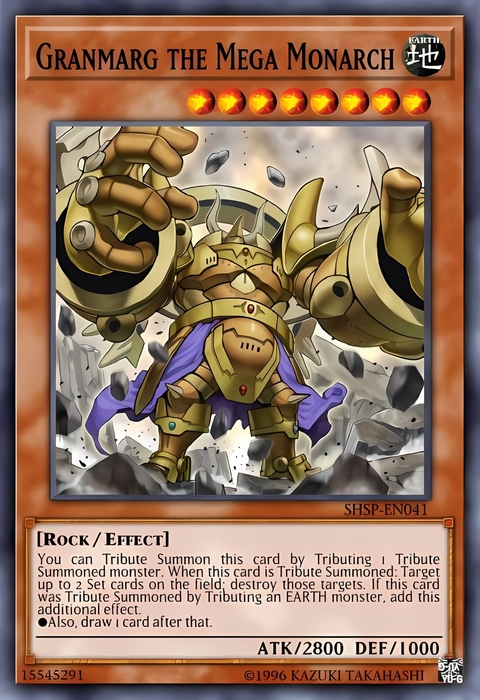 GRANMARG THE MEGA MONARCH
EARTH
地
SHSP-EN041
[ROCK / EFFECT]
You can Tribute Summon this card by Tributing 1 Tribute
Summoned monster. When this card is Tribute Summoned: Target
up to 2 Set cards on the field; destroy those targets. If this card
was Tribute Summoned by Tributing an EARTH monster, add this
additional effect.
●Also, draw 1 card after that.
ATK/2800 DEF/1000
15545291
©1996 KAZUKI TAKAHASHI